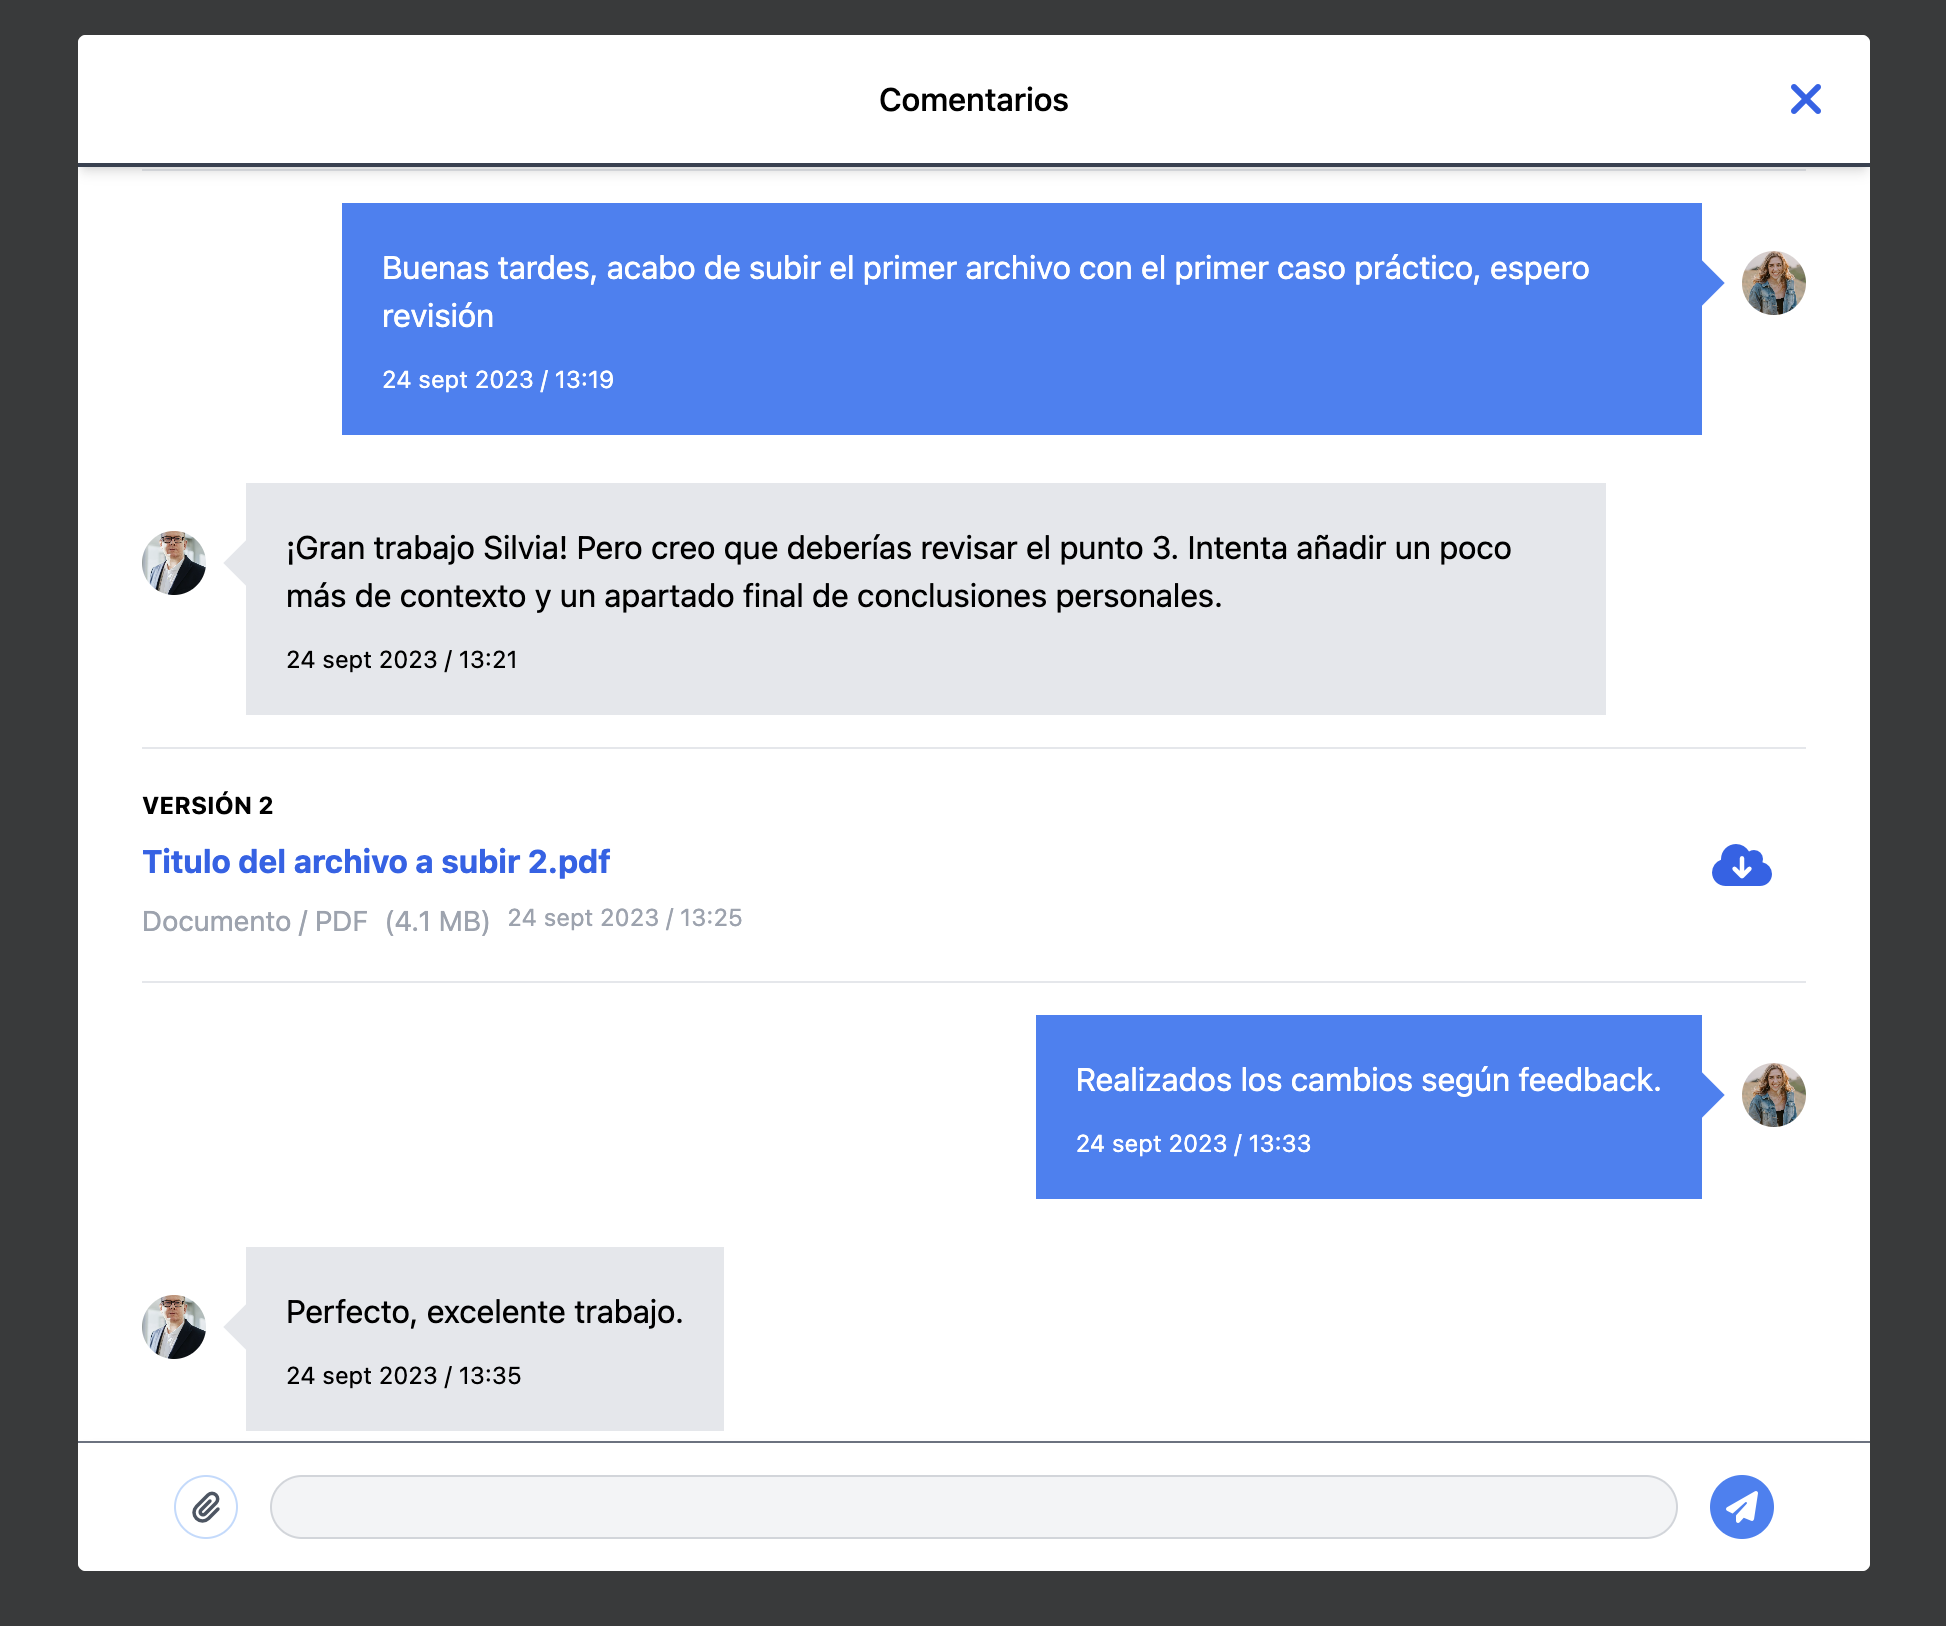 Comentarios
Buenas tardes, acabo de subir el primer archivo con el primer caso práctico, espero
revisión
24 sept 2023 / 13:19
¡Gran trabajo Silvia! Pero creo que deberías revisar el punto 3. Intenta añadir un poco
más de contexto y un apartado final de conclusiones personales.
24 sept 2023 / 13:21
VERSIÓN 2
Titulo del archivo a subir 2.pdf
Documento / PDF (4.1 MB) 24 sept 2023 / 13:25
Realizados los cambios según feedback.
24 sept 2023 / 13:33
Perfecto, excelente trabajo.
24 sept 2023 / 13:35